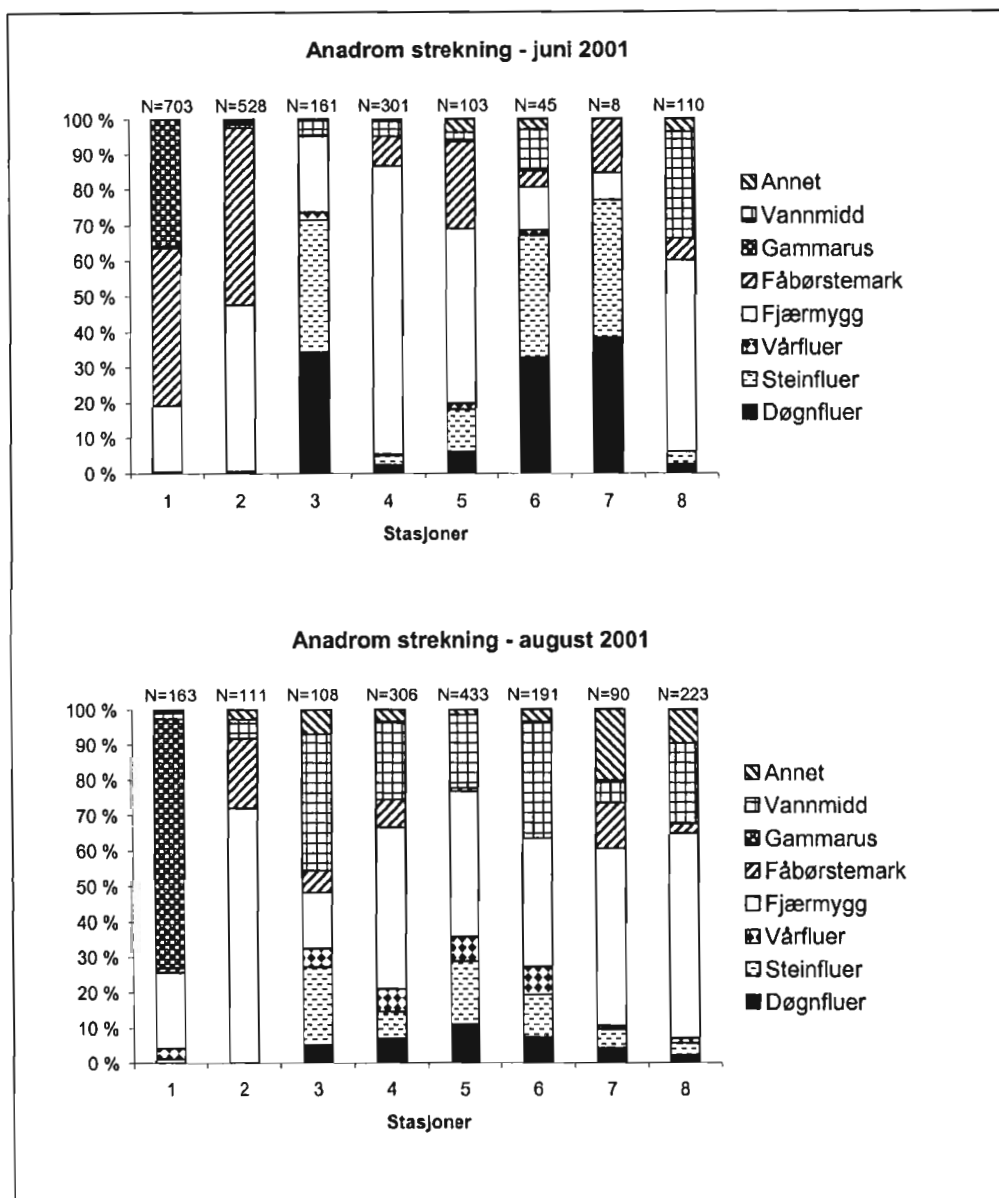 Anadrom strekning - juni 2001
N=703 N=528 N=161 N=301 N=103 N=45 N=8 N=110
100 %
90 %
80 %
70 %
60 %
50 %
40 %
30 %
20 %
10 %
0 %
1 2 3 4 5 6 7 8
Stasjoner
Annet
Vannmidd
Gammarus
Fåbørstemark
Fjærmygg
Vårfluer
Steinfluer
Døgnfluer
Anadrom strekning - august 2001
N=163 N=111 N=108 N=306 N=433 N=191 N=90 N=223
100 %
90 %
80 %
70 %
60 %
50 %
40 %
30 %
20 %
10 %
0 %
1 2 3 4 5 6 7 8
Stasjoner
Annet
Vannmidd
Gammarus
Fåbørstemark
Fjærmygg
Vårfluer
Steinfluer
Døgnfluer